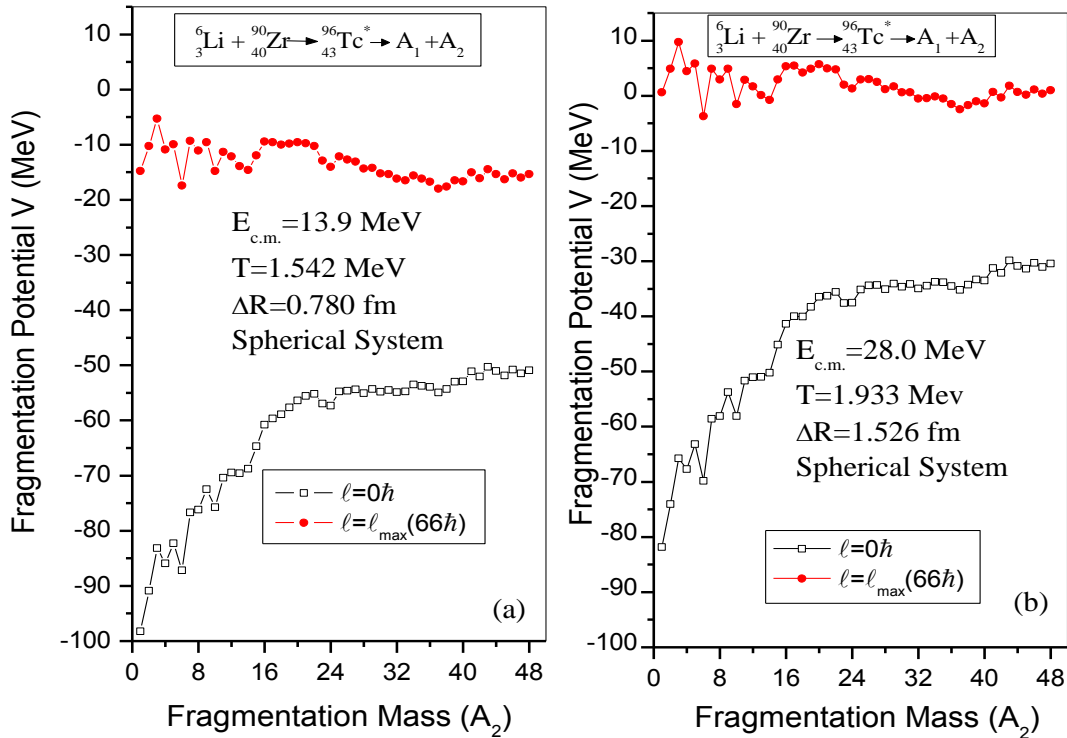 ⁶₃Li + ⁹⁰₄₀Zr → ⁹⁶₄₃Tc* → A₁+A₂
Fragmentation Potential V (MeV)
10
0
-10
-20
-30
-40
-50
-60
-70
-80
-90
-100
E_c.m.=13.9 MeV
T=1.542 MeV
ΔR=0.780 fm
Spherical System
ℓ=0ħ
ℓ=ℓ_max(66ħ)
(a)
0 8 16 24 32 40 48
Fragmentation Mass (A₂)
⁶₃Li + ⁹⁰₄₀Zr → ⁹⁶₄₃Tc* → A₁+A₂
Fragmentation Potential V (MeV)
10
0
-10
-20
-30
-40
-50
-60
-70
-80
-90
-100
E_c.m.=28.0 MeV
T=1.933 Mev
ΔR=1.526 fm
Spherical System
ℓ=0ħ
ℓ=ℓ_max(66ħ)
(b)
0 8 16 24 32 40 48
Fragmentation Mass (A₂)